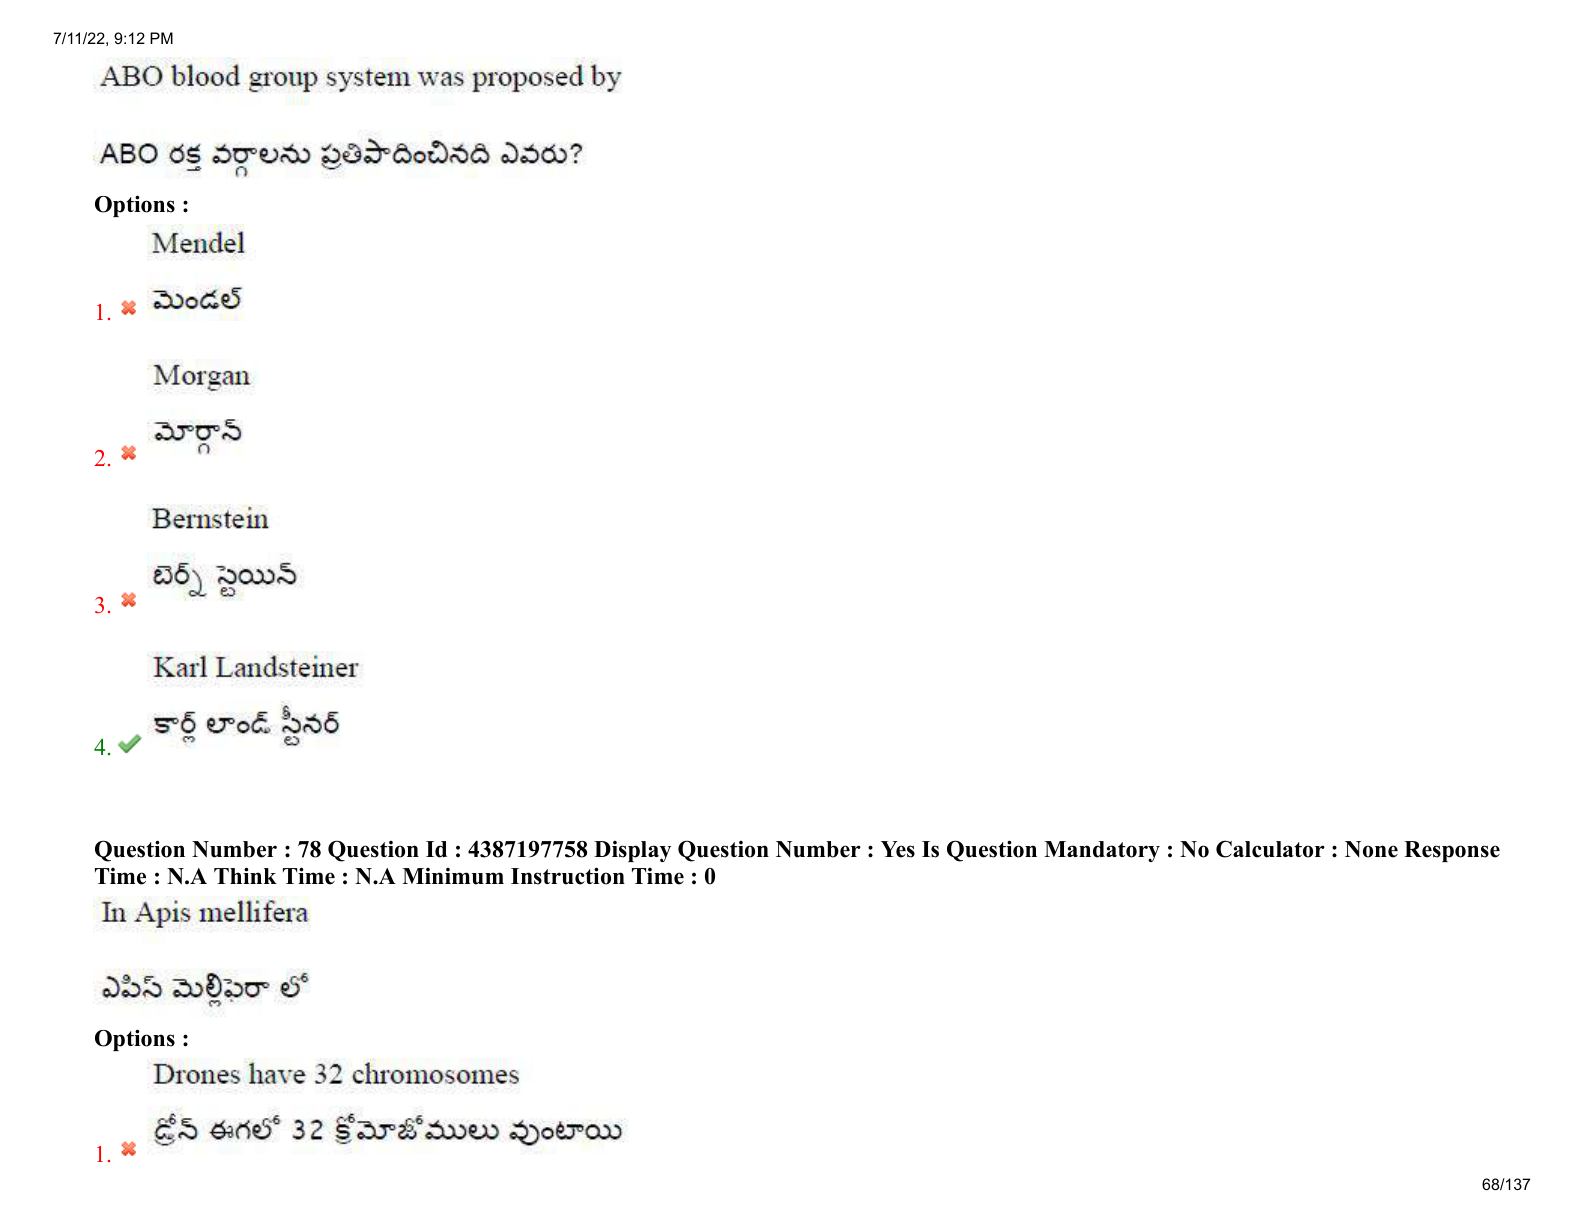 7/11/22, 9:12 PM
ABO blood group system was proposed by
ABO రక్త వర్గాలను ప్రతిపాదించినది ఎవరు?
Options :
Mendel
1. మెండల్
Morgan
2. మోర్గాన్
Bernstein
3. బెర్న్ స్టెయిన్
Karl Landsteiner
4. కార్ల్ లాండ్ స్టీనర్
Question Number : 78 Question Id : 4387197758 Display Question Number : Yes Is Question Mandatory : No Calculator : None Response
Time : N.A Think Time : N.A Minimum Instruction Time : 0
In Apis mellifera
ఎపిస్ మెల్లిఫెరా లో
Options :
Drones have 32 chromosomes
1. డ్రోన్ ఈగలో 32 క్రోమోజోములు వుంటాయి
68/137